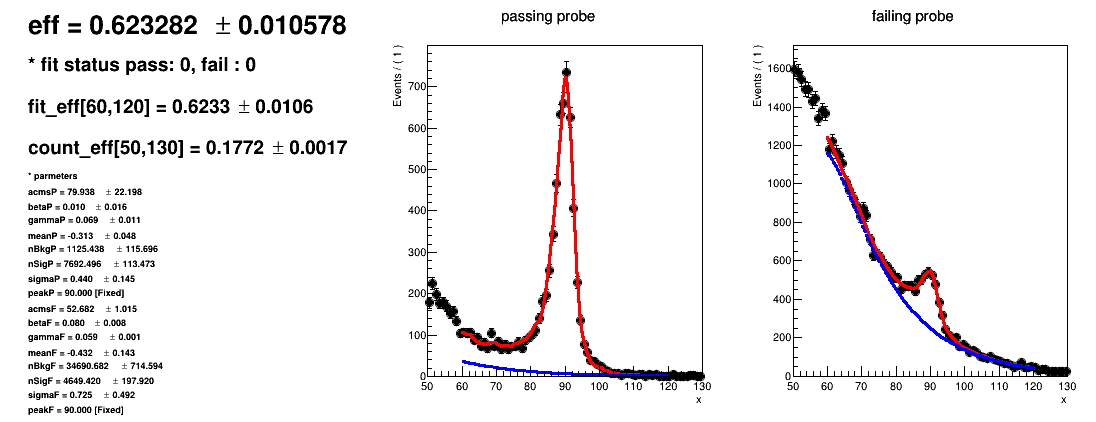 eff = 0.623282 ± 0.010578
* fit status pass: 0, fail : 0
fit_eff[60,120] = 0.6233 ± 0.0106
count_eff[50,130] = 0.1772 ± 0.0017
* parmeters
acmsP = 79.938 ± 22.198
betaP = 0.010 ± 0.016
gammaP = 0.069 ± 0.011
meanP = -0.313 ± 0.048
nBkgP = 1125.438 ± 115.696
nSigP = 7692.496 ± 113.473
sigmaP = 0.440 ± 0.145
peakP = 90.000 [Fixed]
acmsF = 52.682 ± 1.015
betaF = 0.080 ± 0.008
gammaF = 0.059 ± 0.001
meanF = -0.432 ± 0.143
nBkgF = 34690.682 ± 714.594
nSigF = 4649.420 ± 197.920
sigmaF = 0.725 ± 0.492
peakF = 90.000 [Fixed]
passing probe
Events / ( 1 )
700
600
500
400
300
200
100
0
50 60 70 80 90 100 110 120 130
x
failing probe
Events / ( 1 )
1600
1400
1200
1000
800
600
400
200
0
50 60 70 80 90 100 110 120 130
x